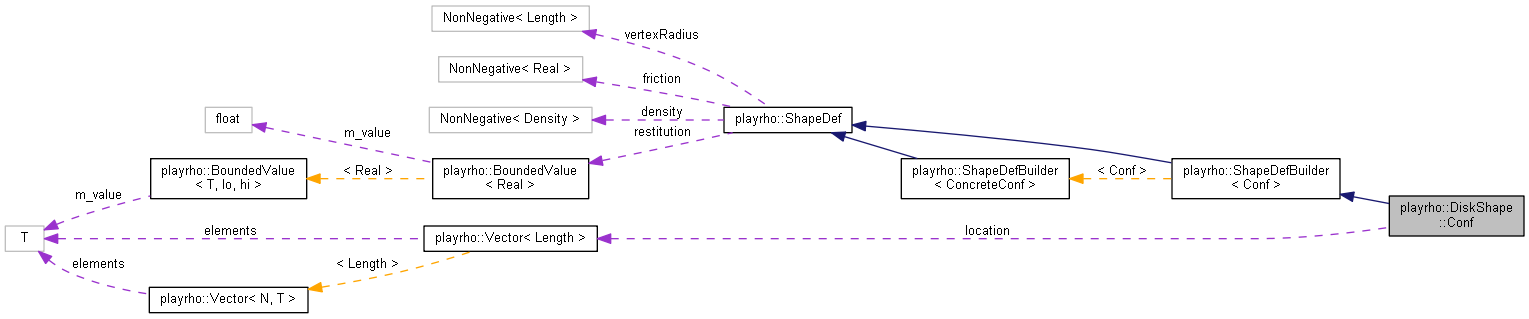 NonNegative< Length >
vertexRadius
NonNegative< Real >
friction
float
NonNegative< Density >
density
playrho::ShapeDef
m_value
restitution
playrho::BoundedValue
< T, lo, hi >
< Real >
playrho::BoundedValue
< Real >
playrho::ShapeDefBuilder
< ConcreteConf >
< Conf >
playrho::ShapeDefBuilder
< Conf >
m_value
playrho::DiskShape
::Conf
T
elements
playrho::Vector< Length >
location
elements
< Length >
playrho::Vector< N, T >